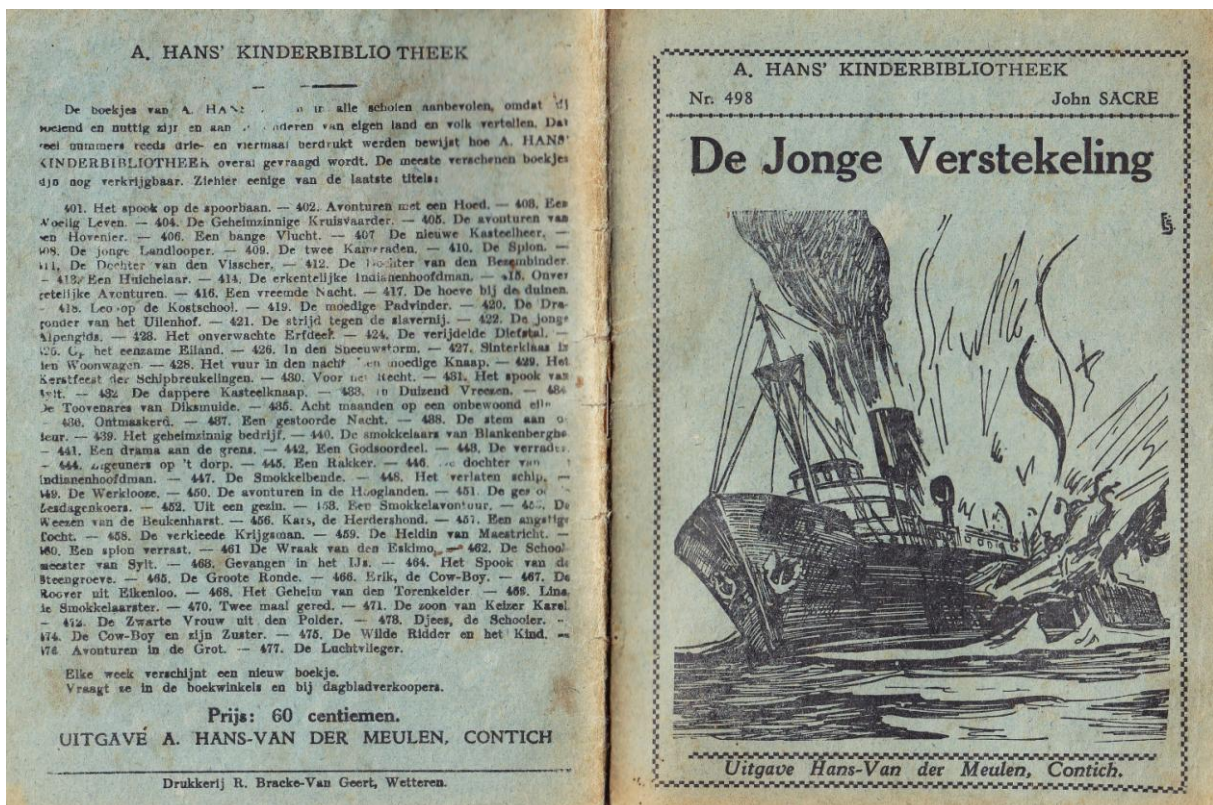 A. HANS' KINDERBIBLIO THEEK
De boekjes van A. HANS in alle scholen aanbevolen, omdat zij
boeiend en nuttig zijn en aan kinderen van eigen land en volk vertellen. Dat
veel nummers reeds drie- en viermaal berdrukt werden bewijst hoe A. HANS'
KINDERBIBLIOTHEEK overal gevraagd wordt. De meeste verschenen boekjes
zijn nog verkrijgbaar. Ziehier eenige van de laatste titels:
401. Het spook op de spoorbaan. — 402. Avonturen met een Hoed. — 403. Een
Woelig Leven. — 404. De Geheimzinnige Kruisvaarder. — 405. De avonturen van
een Hovenier. — 406. Een bange Vlucht. — 407 De nieuwe Kasteelheer. —
408. De jonge Landlooper. — 409. De twee Kameraden. — 410. De Spion. —
411. De Dochter van den Visscher. — 412. De Dochter van den Bezembinder.
— 413. Een Huichelaar. — 414. De erkentelijke Indianenhoofdman. — 415. Onver
getelijke Avonturen. — 416. Een vreemde Nacht. — 417. De hoeve bij de duinen.
— 418. Leo op de Kostschool. — 419. De moedige Padvinder. — 420. De Dra-
gonder van het Uilenhof. — 421. De strijd tegen de slavernij. — 422. De jonge
Alpengids. — 423. Het onverwachte Erfdeel. — 424. De verijdelde Diefstal. —
425. Op het eenzame Eiland. — 426. In den Sneeuwstorm. — 427. Sinterklaas in
den Woonwagen. — 428. Het vuur in den nacht Een moedige Knaap. — 429. Het
Kerstfeest der Schipbreukelingen. — 430. Voor het Recht. — 431. Het spook van
Sylt. — 432. De dappere Kasteelknaap. — 433. In Duizend Vreezen. — 434
De Toovenares van Diksmuide. — 435. Acht maanden op een onbewoond
— 436. Ontmaskerd. — 437. Een gestoorde Nacht. — 438. De stem aan
deur. — 439. Het geheimzinnig bedrijf. — 440. De smokkelaars van Blankenberghe
— 441. Een drama aan de grens. — 442. Een Godsoordeel. — 443. De verrader.
— 444. Zigeuners op 't dorp. — 445. Een Rakker. — 446. De dochter van
Indianenhoofdman. — 447. De Smokkelbende. — 448. Het verlaten schip. —
449. De Werklooze. — 450. De avonturen in de Hooglanden. — 451. De
Zesdagenkoers. — 452. Uit een gezin. — 453. Een Smokkelavontuur. — De
Weezen van de Beukenharst. — 456. Kars, de Herdershond. — 457. Een angstige
Tocht. — 458. De verkleede Krijgsman. — 459. De Heldin van Maestricht. —
460. Een spion verrast. — 461 De Wraak van den Eskimo. — 462. De School
meester van Sylt. — 463. Gevangen in het IJs. — 464. Het Spook van de
Steengroeve. — 465. De Groote Ronde. — 466. Erik, de Cow-Boy. — 467. De
Roover uit Eikenloo. — 468. Het Geheim van den Torenkelder — 469. Lina,
de Smokkelaarster. — 470. Twee maal gered. — 471. De zoon van Keizer Karel
— 472. De Zwarte Vrouw uit den Polder. — 473. Djees, de Schooier. -
474. De Cow-Boy en zijn Zuster. — 475. De Wilde Ridder en het Kind. —
476 Avonturen in de Grot. — 477. De Luchtvlieger.
Elke week verschijnt een nieuw boekje.
Vraagt ze in de boekwinkels en bij dagbladverkoopers.
Prijs: 60 centiemen.
UITGAVE A. HANS-VAN DER MEULEN, CONTICH
Drukkerij R. Bracke-Van Geert, Wetteren.
A. HANS' KINDERBIBLIOTHEEK
Nr. 498 John SACRE
De Jonge Verstekeling
Uitgave Hans-Van der Meulen, Contich.